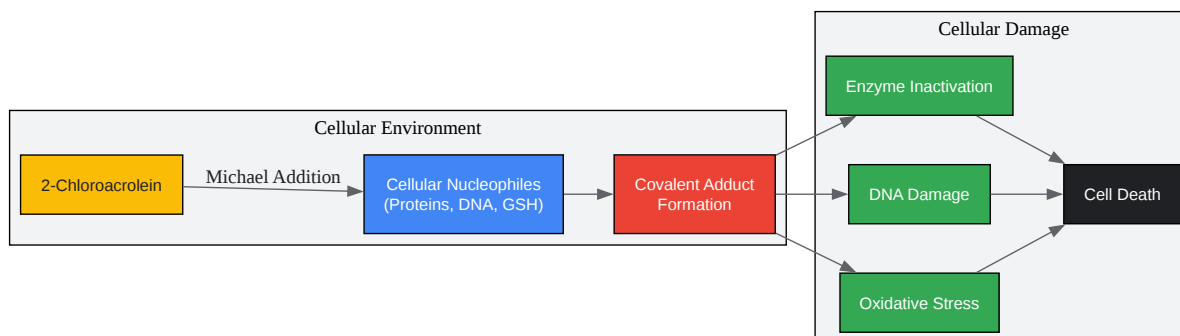 Cellular Damage
Enzyme Inactivation
Cellular Environment
2-Chloroacrolein
Michael Addition
Cellular Nucleophiles
(Proteins, DNA, GSH)
Covalent Adduct
Formation
DNA Damage
Cell Death
Oxidative Stress